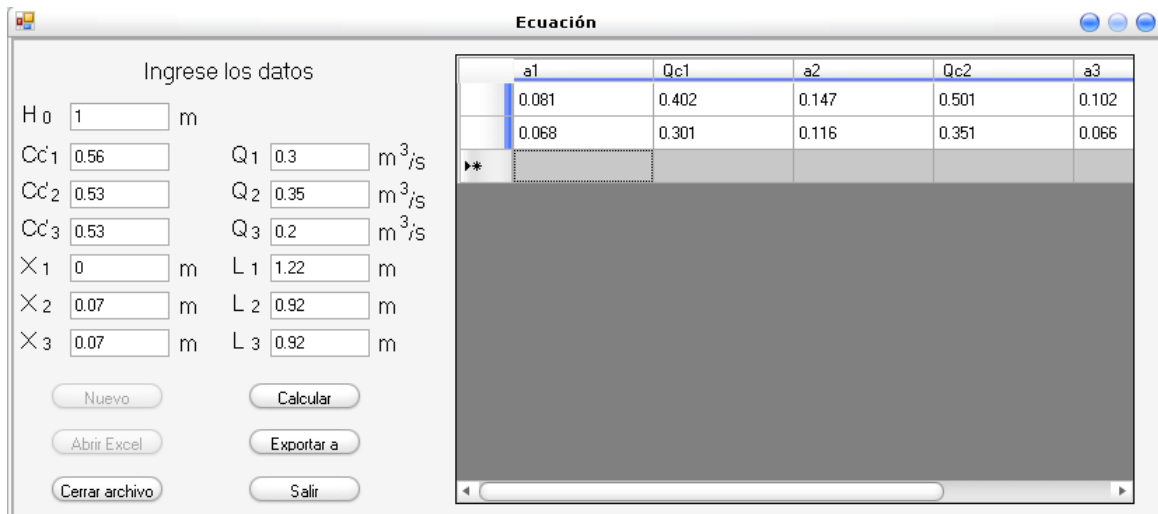 Ecuación
Ingrese los datos
H 0 1 m
Cc'1 0.56 Q 1 0.3 m³/s
Cc'2 0.53 Q 2 0.35 m³/s
Cc'3 0.53 Q 3 0.2 m³/s
X 1 0 m L 1 1.22 m
X 2 0.07 m L 2 0.92 m
X 3 0.07 m L 3 0.92 m
Nuevo Calcular
Abrir Excel Exportar a
Cerrar archivo Salir
a1 Qc1 a2 Qc2 a3
0.081 0.402 0.147 0.501 0.102
0.068 0.301 0.116 0.351 0.066